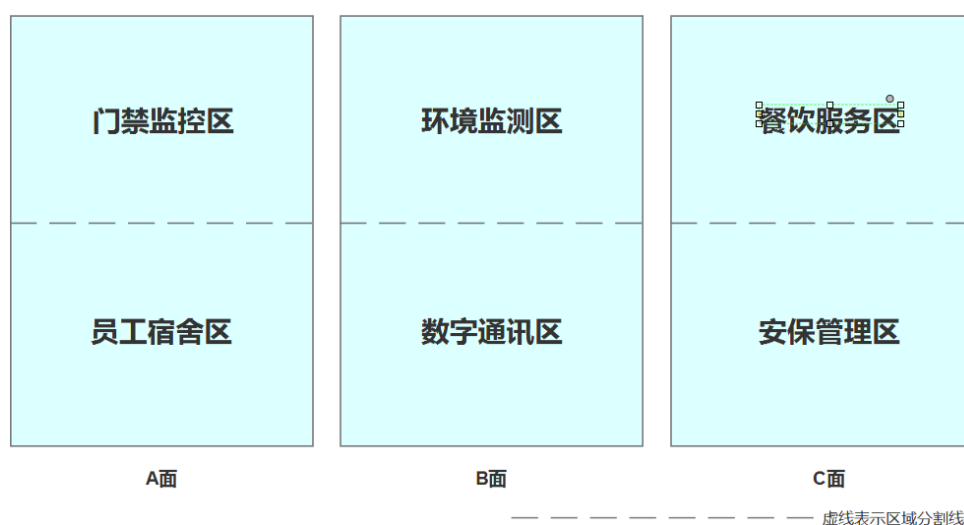 门禁监控区
环境监测区
餐饮服务区
员工宿舍区
数字通讯区
安保管理区
A面
B面
C面
虚线表示区域分割线